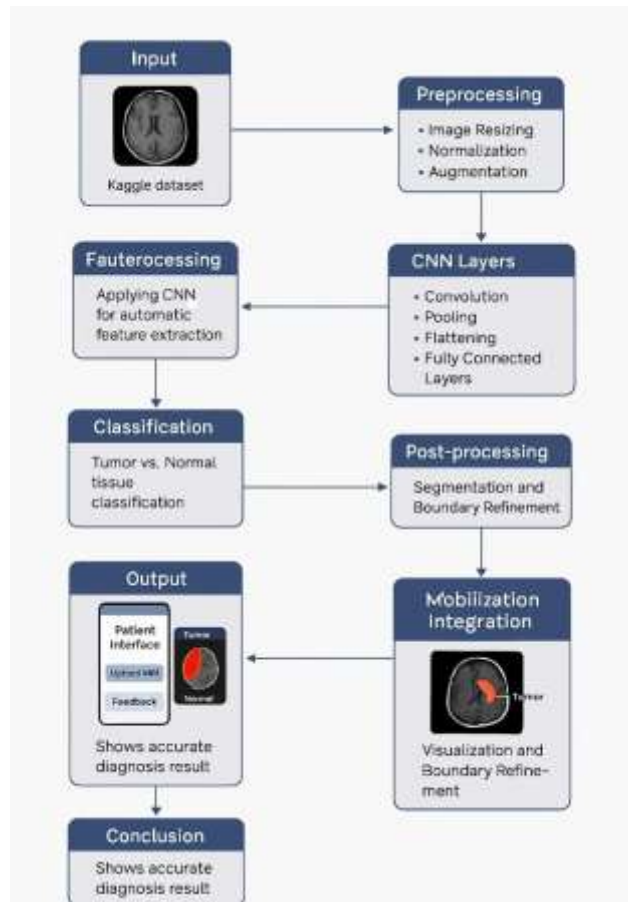 Input
Kaggle dataset
Preprocessing
• Image Resizing
• Normalization
• Augmentation
CNN Layers
• Convolution
• Pooling
• Flattening
• Fully Connected
Layers
Fauterocessing
Applying CNN
for automatic
feature extraction
Classification
Tumor vs. Normal
tissue
classification
Post-processing
Segmentation and
Boundary Refinement
Mobilization
Integration
Tumor
Visualization and
Boundary Refine-
ment
Output
Patient
Interface
Upload MRI
Feedback
Tumor
Normal
Shows accurate
diagnosis result
Conclusion
Shows accurate
diagnosis result